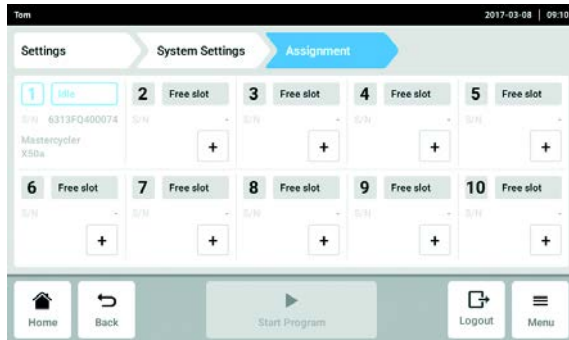 Tom 2017-03-08 | 09:10
Settings System Settings Assignment
1 Idle 2 Free slot 3 Free slot 4 Free slot 5 Free slot
S/N 6313FQ400074 S/N - S/N - S/N - S/N -
Mastercycler + + + +
X50a
6 Free slot 7 Free slot 8 Free slot 9 Free slot 10 Free slot
S/N - S/N - S/N - S/N - S/N -
+ + + + +
Home Back Start Program Logout Menu